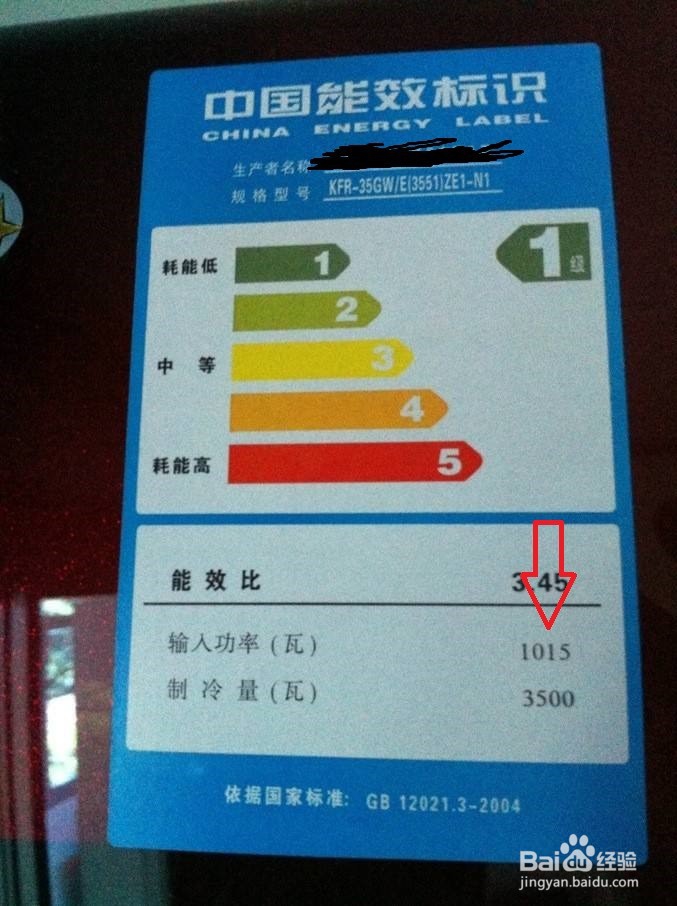 中国能效标识
CHINA ENERGY LABEL
生产者名称
规格型号 KFR-35GW/E(3551)ZE1-N1
耗能低 1 1级
2
中 等 3
4
耗能高 5
能效比 3.45
输入功率(瓦) 1015
制冷量(瓦) 3500
依据国家标准: GB 12021.3-2004
Baidu经验
jingyan.baidu.com